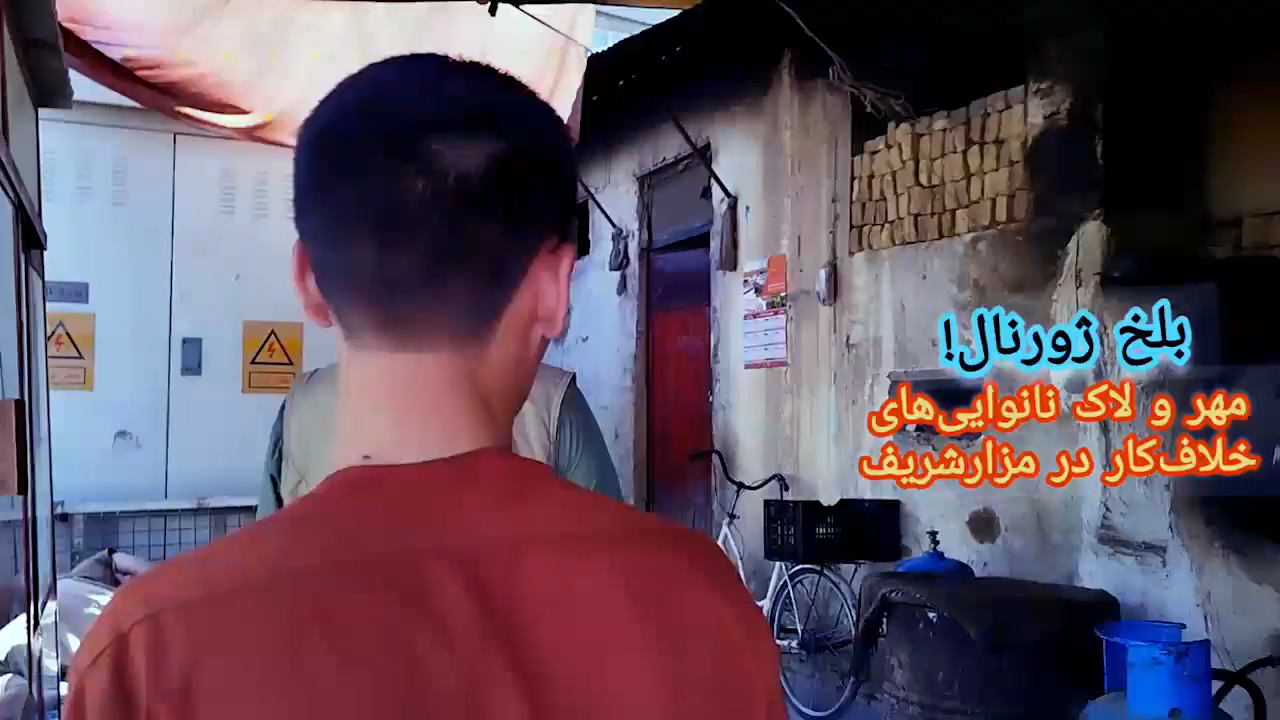 بلخ ژورنال!
مهر و لاک نانوایی‌های
خلاف‌کار در مزارشریف